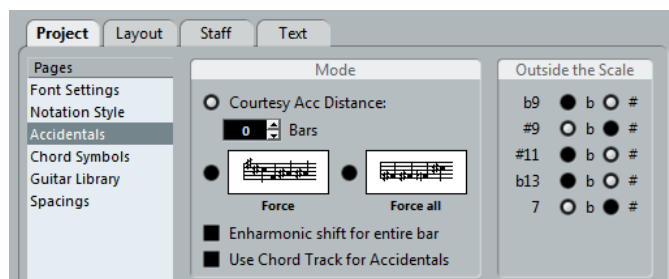 Project Layout Staff Text
Pages
Font Settings
Notation Style
Accidentals
Chord Symbols
Guitar Library
Spacings
Mode
Courtesy Acc Distance:
0 Bars
Force Force all
Enharmonic shift for entire bar
Use Chord Track for Accidentals
Outside the Scale
b9 b #
#9 b #
#11 b #
b13 b #
7 b #